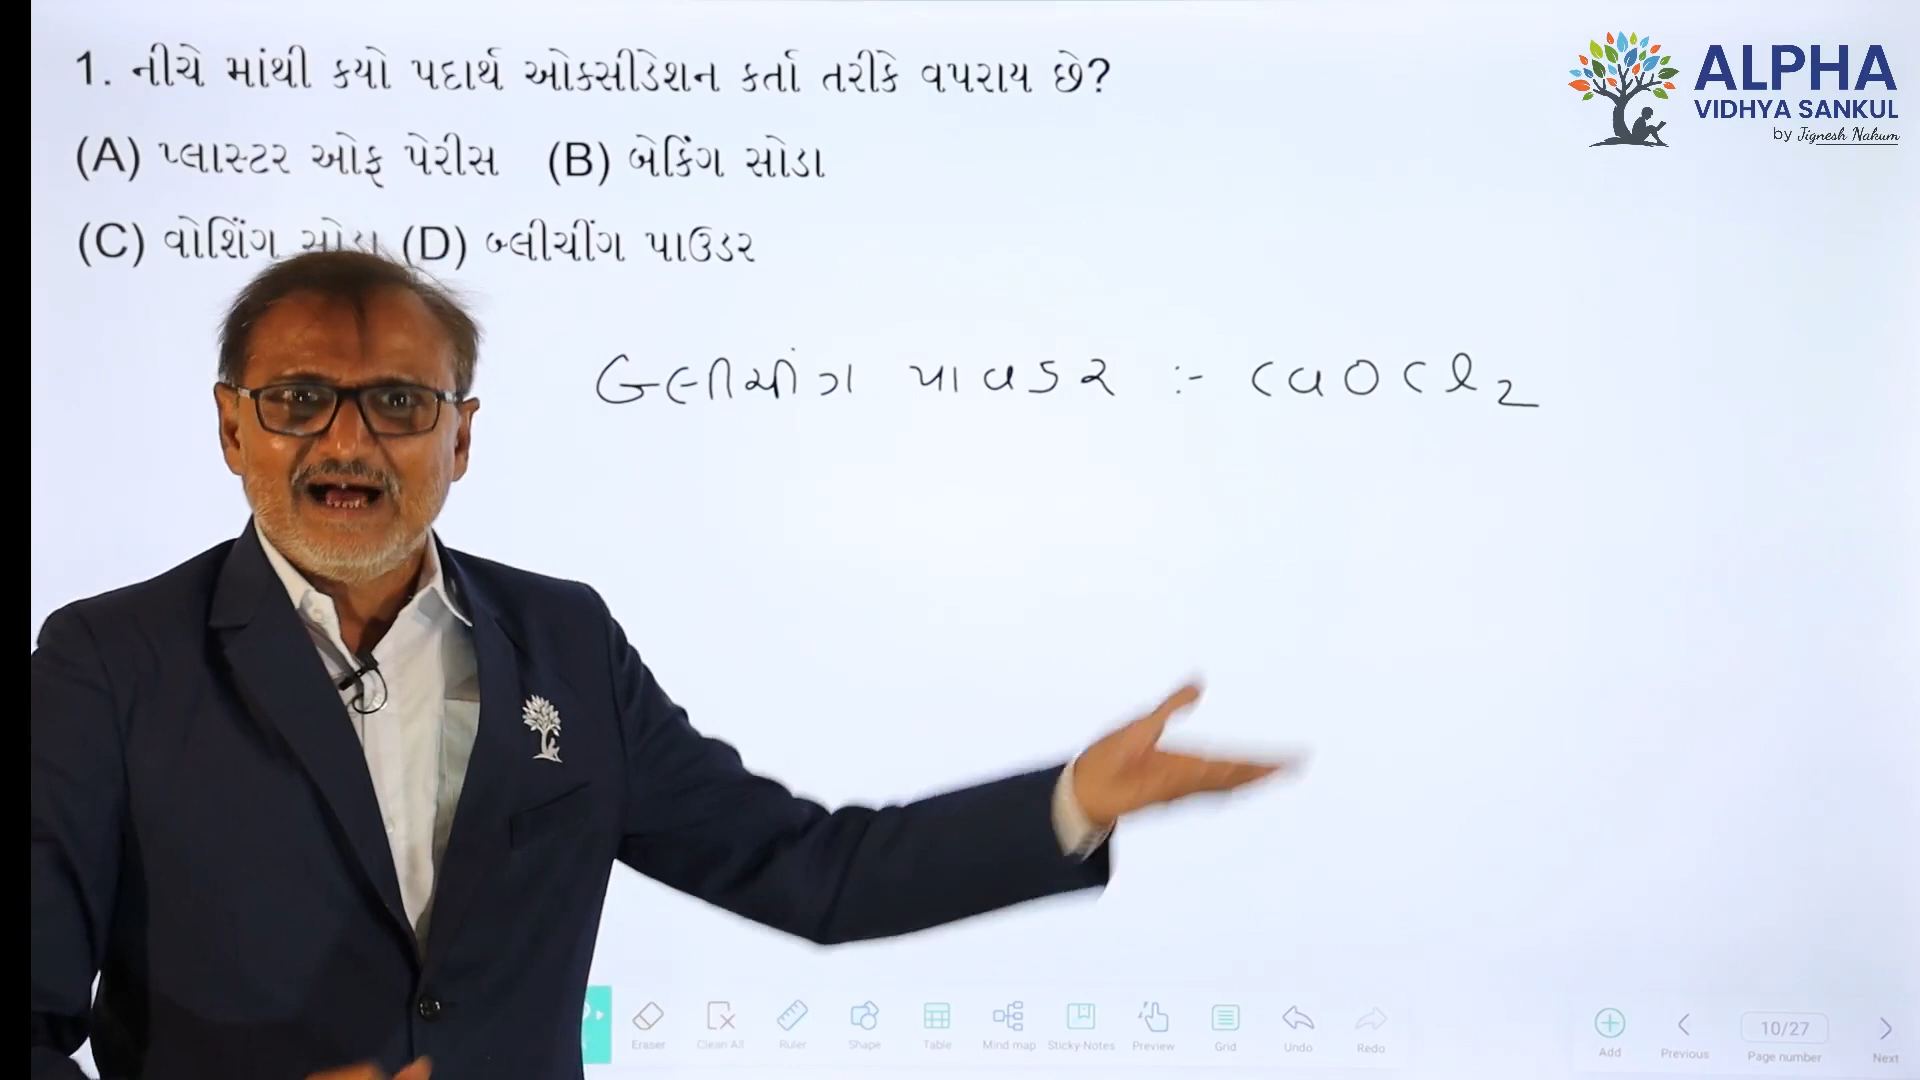 1. નીચે માંથી કયો પદાર્થ ઓક્સીડેશન કર્તા તરીકે વપરાય છે?
(A) પ્લાસ્ટર ઓફ પેરીસ (B) બેકિંગ સોડા
(C) વોશિંગ સોડા (D) બ્લીચીંગ પાઉડર
બ્લીચીંગ પાવડર :- CaOCl2
ALPHA
VIDHYA SANKUL
by Jignesh Nakum
Eraser Clean All Ruler Shape Table Mind map Sticky-Notes Preview Grid Undo Redo
Add Previous 10/27 Page number Next